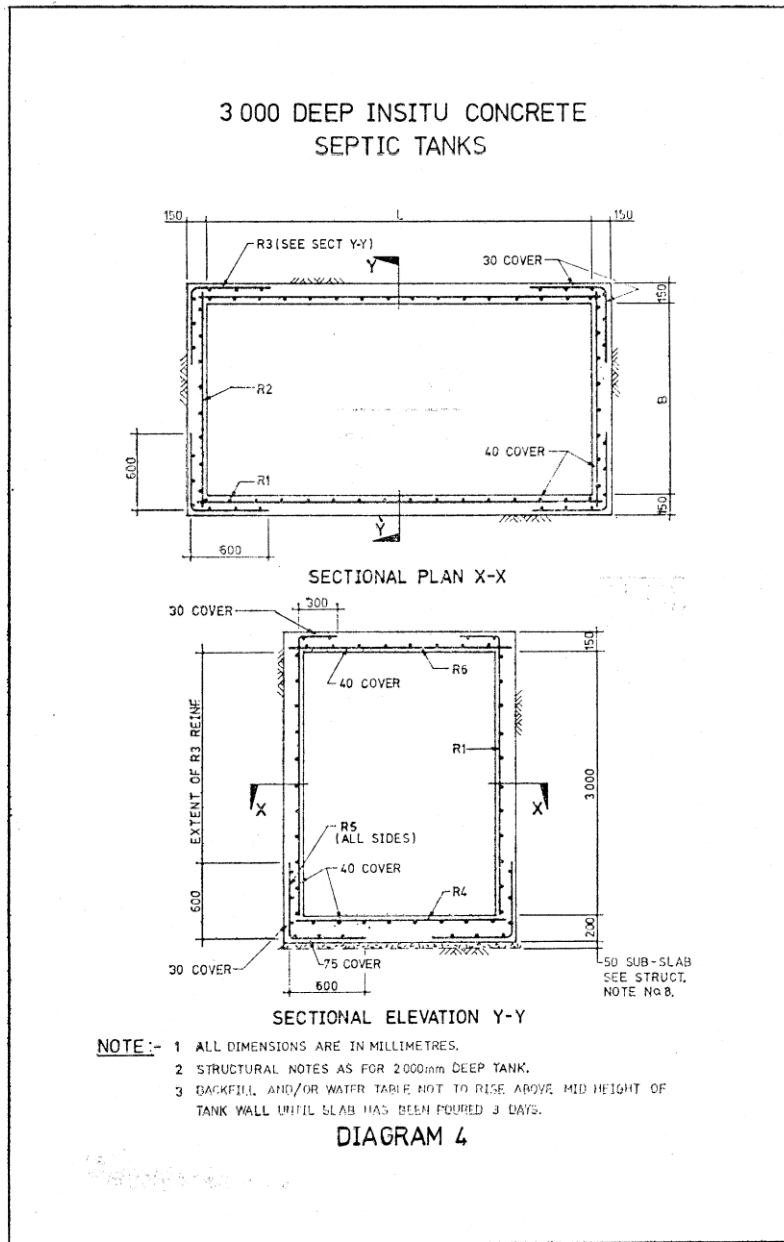 3 000 DEEP INSITU CONCRETE
SEPTIC TANKS
150
L
150
R3 (SEE SECT Y-Y)
Y
30 COVER
150
R2
B
600
40 COVER
R1
150
Y
600
SECTIONAL PLAN X-X
30 COVER
300
150
R6
40 COVER
EXTENT OF R3 REINF
R1
3 000
X
X
R5
(ALL SIDES)
40 COVER
R4
600
200
30 COVER
75 COVER
600
50 SUB-SLAB
SEE STRUCT.
NOTE No 8.
SECTIONAL ELEVATION Y-Y
NOTE:- 1 ALL DIMENSIONS ARE IN MILLIMETRES.
2 STRUCTURAL NOTES AS FOR 2000mm DEEP TANK.
3 BACKFILL AND/OR WATER TABLE NOT TO RISE ABOVE MID HEIGHT OF
TANK WALL UNTIL SLAB HAS BEEN POURED 3 DAYS.
DIAGRAM 4